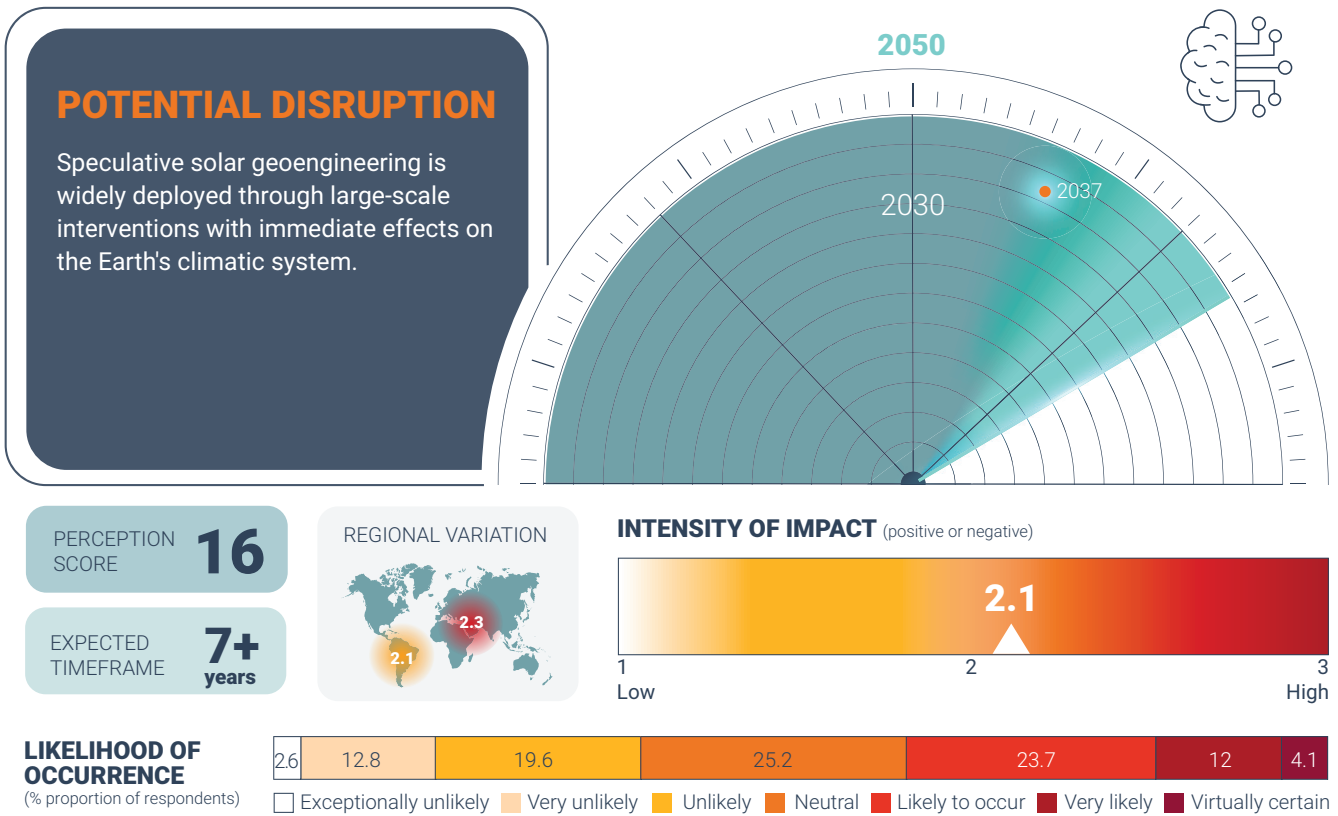 POTENTIAL DISRUPTION
Speculative solar geoengineering is
widely deployed through large-scale
interventions with immediate effects on
the Earth's climatic system.
2050
2030
2037
PERCEPTION
SCORE
16
EXPECTED
TIMEFRAME
7+
years
REGIONAL VARIATION
2.3
2.1
INTENSITY OF IMPACT (positive or negative)
2.1
1 2 3
Low High
LIKELIHOOD OF
OCCURRENCE
(% proportion of respondents)
2.6 12.8 19.6 25.2 23.7 12 4.1
Exceptionally unlikely Very unlikely Unlikely Neutral Likely to occur Very likely Virtually certain